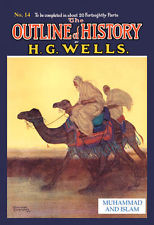 No. 14 To be completed in about 20 Fortnightly Parts
The
OUTLINE of HISTORY
BY
H.G. WELLS.
MUHAMMAD
AND ISLAM